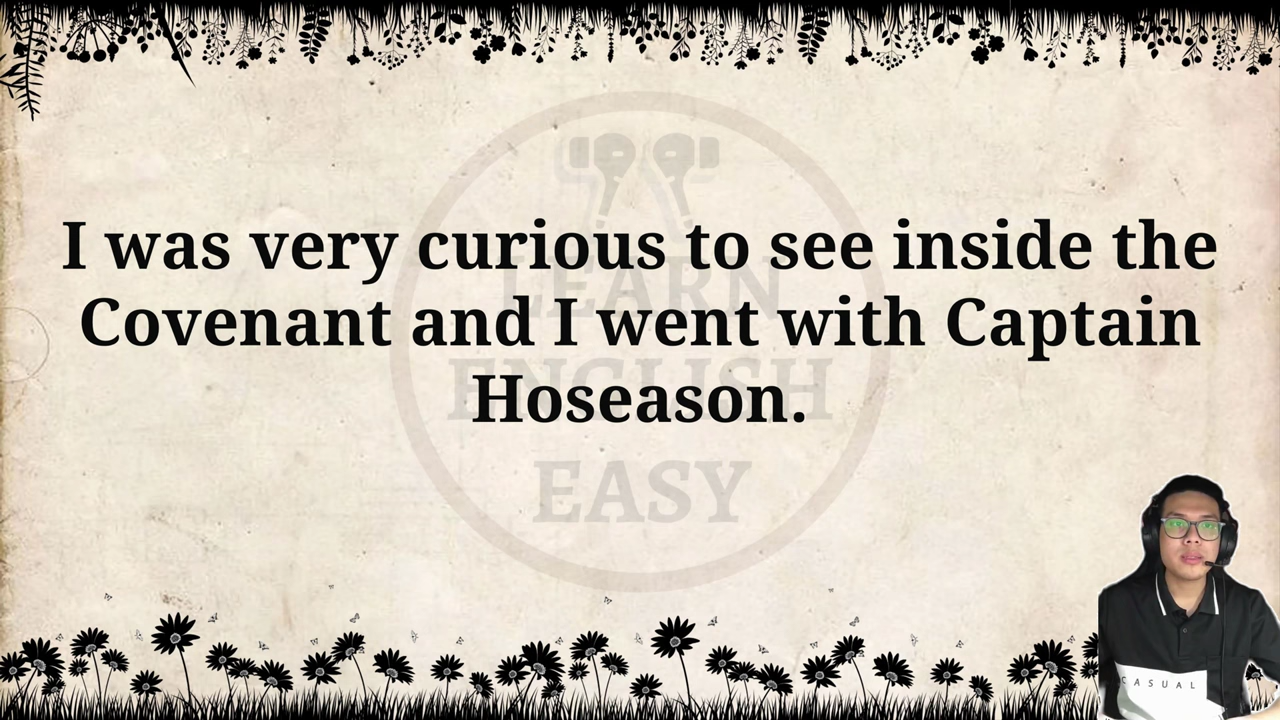 I was very curious to see inside the
Covenant and I went with Captain
Hoseason.
LEARN
ENGLISH
EASY
CASUAL